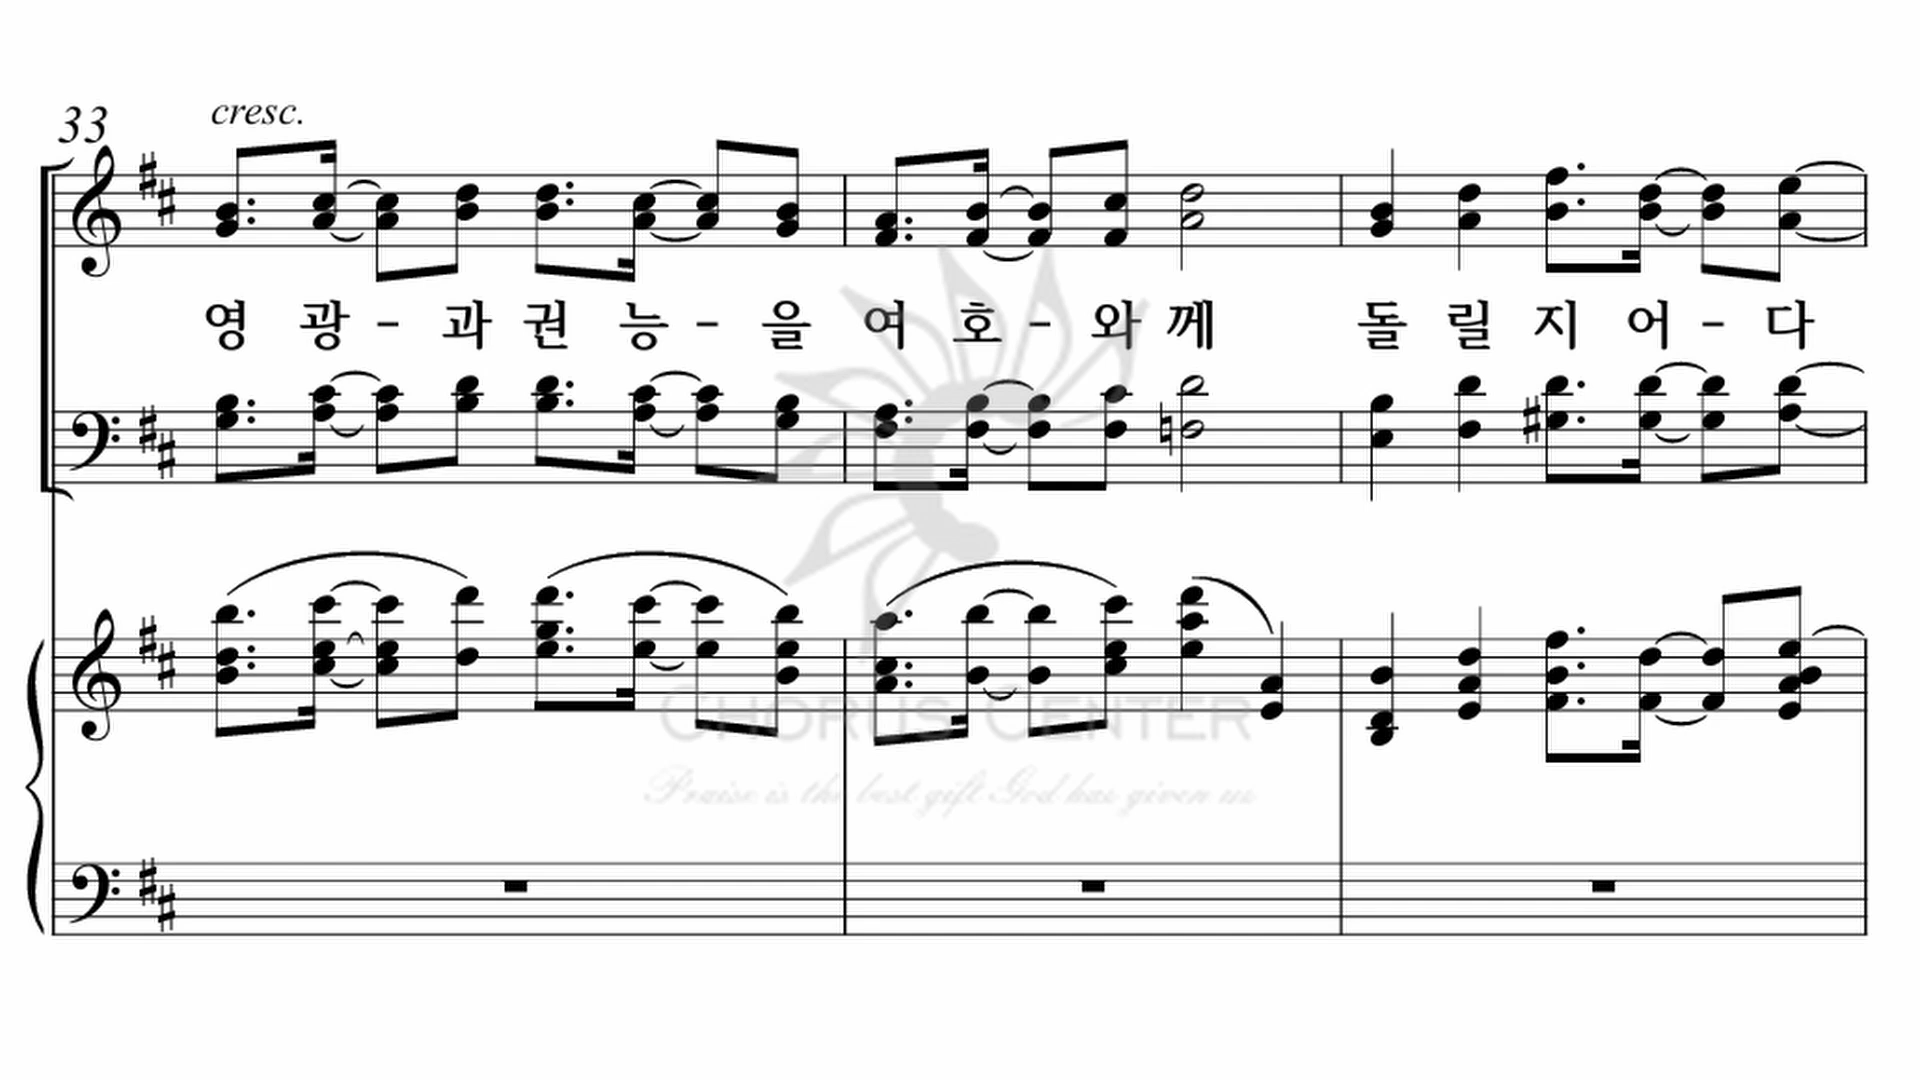 33
cresc.
영 광 - 과 권 능 - 을 여 호 - 와 께 돌 릴 지 어 - 다
CHORUS CENTER
Praise is the best gift God has given us